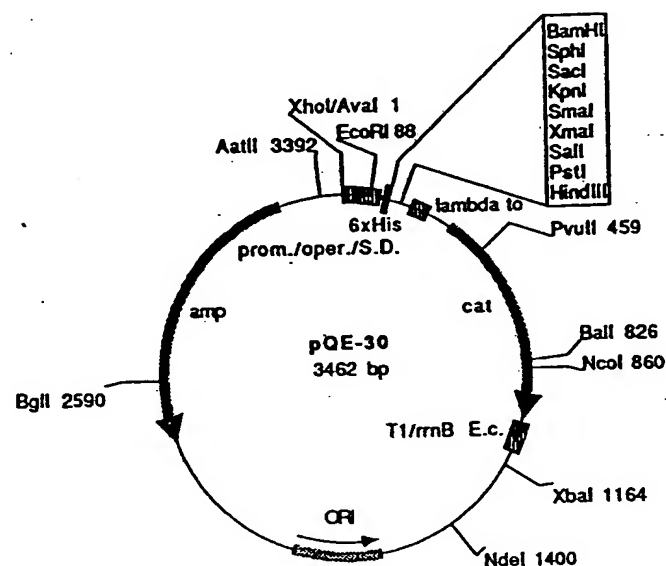 BamHI
SphI
SacI
KpnI
SmaI
XmaI
SalI
PstI
HindIII
XhoI/AvaI 1
EcoRI 88
AatII 3392
lambda to
6xHis
prom./oper./S.D.
PvuII 459
amp
cat
pQE-30
3462 bp
BalI 826
NcoI 860
BglI 2590
T1/rrnB E.c.
XbaI 1164
ORI
NdeI 1400